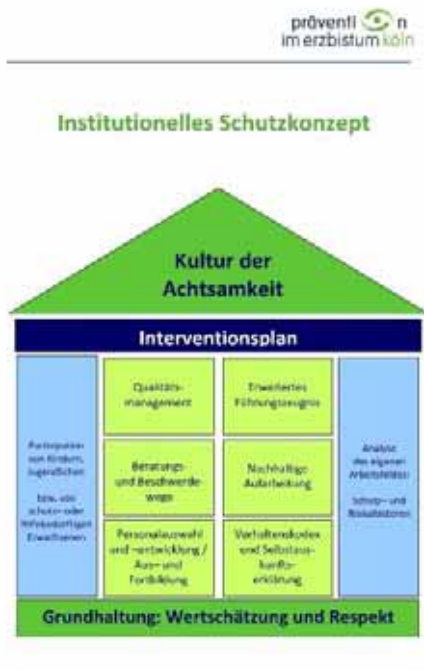 präventi n
im erzbistum köln
Institutionelles Schutzkonzept
Kultur der
Achtsamkeit
Interventionsplan
Partizipation
von Kindern,
Jugendlichen
bzw. von
schutz- oder
hilfebedürftigen
Erwachsenen
Qualitäts-
management
Erweitertes
Führungszeugnis
Analyse
des eigenen
Arbeitsfeldes:
Schutz- und
Risikofaktoren
Beratungs-
und Beschwerde
wege
Nachhaltige
Aufarbeitung
Personalauswahl
und -entwicklung /
Aus- und
Fortbildung
Verhaltenskodex
und Selbstaus-
kunfts-
erklärung
Grundhaltung: Wertschätzung und Respekt